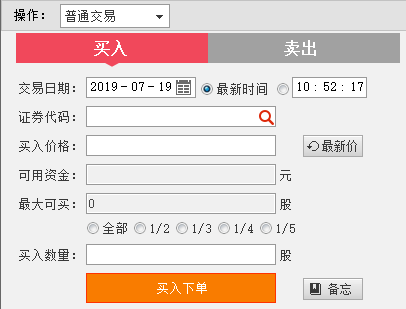 操作： 普通交易
买入 卖出
交易日期： 2019-07-19 最新时间 10:52:17
证券代码：
买入价格： 最新价
可用资金： 元
最大可买： 0 股
全部 1/2 1/3 1/4 1/5
买入数量： 股
买入下单 备忘